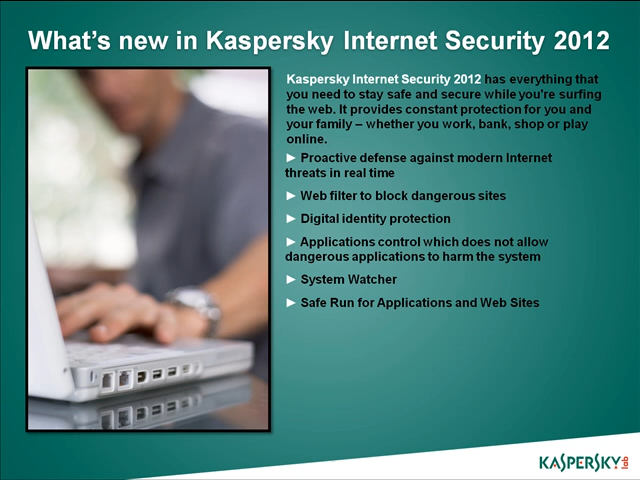 What's new in Kaspersky Internet Security 2012
Kaspersky Internet Security 2012 has everything that
you need to stay safe and secure while you're surfing
the web. It provides constant protection for you and
your family – whether you work, bank, shop or play
online.
► Proactive defense against modern Internet
threats in real time
► Web filter to block dangerous sites
► Digital identity protection
► Applications control which does not allow
dangerous applications to harm the system
► System Watcher
► Safe Run for Applications and Web Sites
KASPERSKY lab